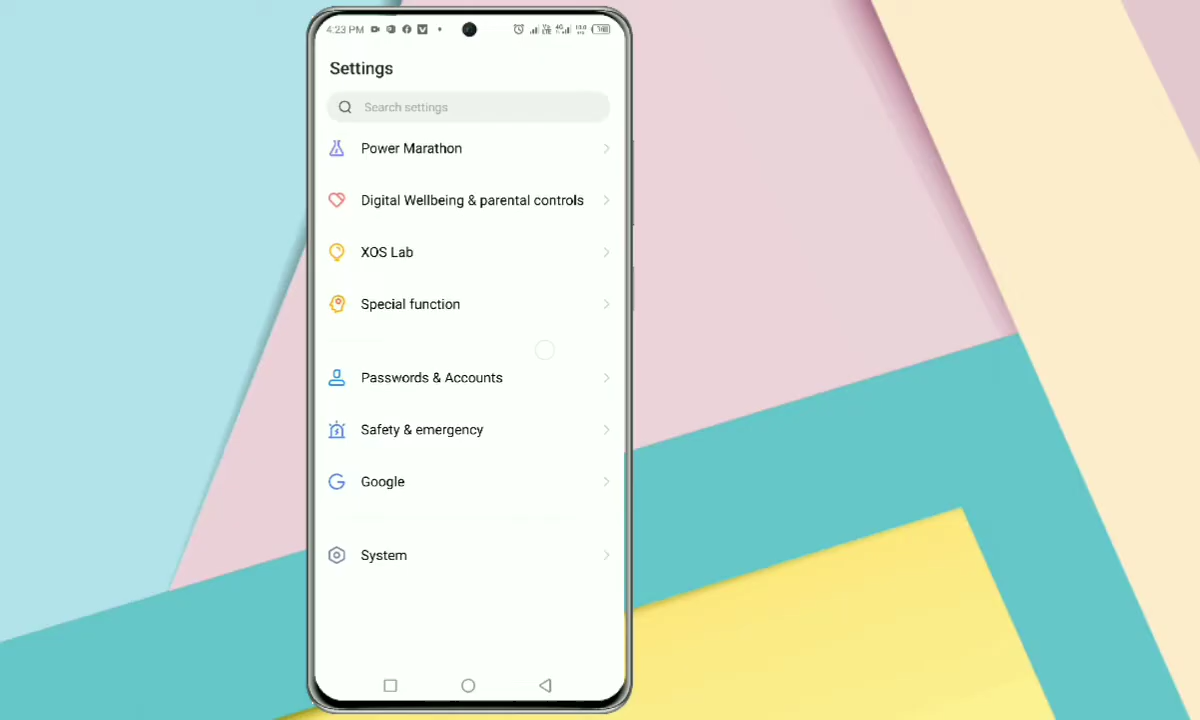 4:23 PM
Settings
Search settings
Power Marathon
Digital Wellbeing & parental controls
XOS Lab
Special function
Passwords & Accounts
Safety & emergency
Google
System